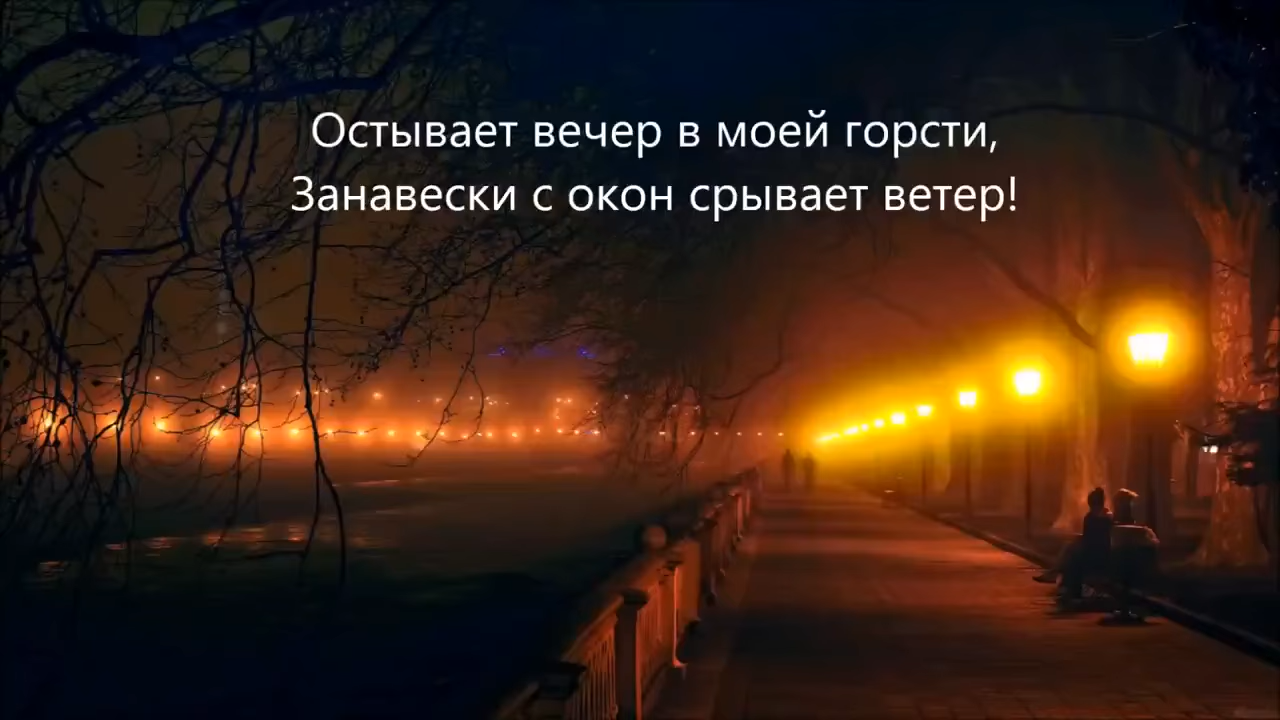 Остывает вечер в моей горсти,
Занавески с окон срывает ветер!